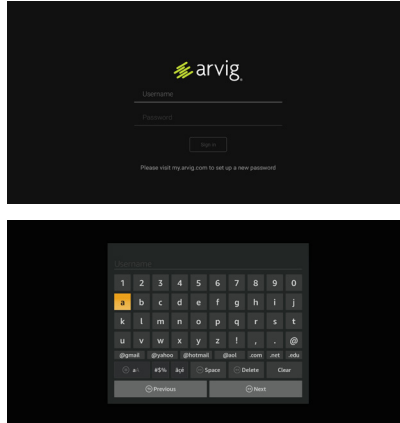 arvig
Username
Password
Sign In
Please visit my.arvig.com to set up a new password
Username
1 2 3 4 5 6 7 8 9 0
a b c d e f g h i j
k l m n o p q r s t
u v w x y z ! , . @
@gmail @yahoo @hotmail @aol .com .net .edu
#$% äçé Space Delete Clear
Previous Next